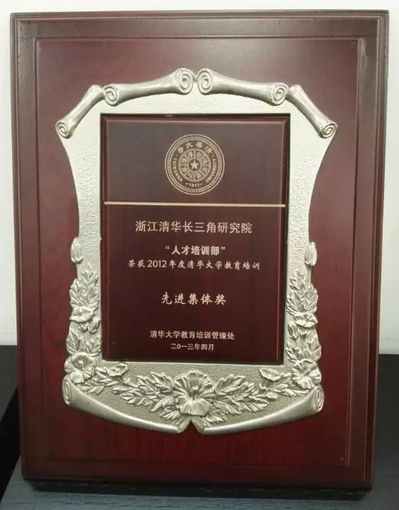 浙江清华长三角研究院
“人才培训部”
荣获2012年度清华大学教育培训
先进集体奖
清华大学教育培训管理处
二〇一三年四月